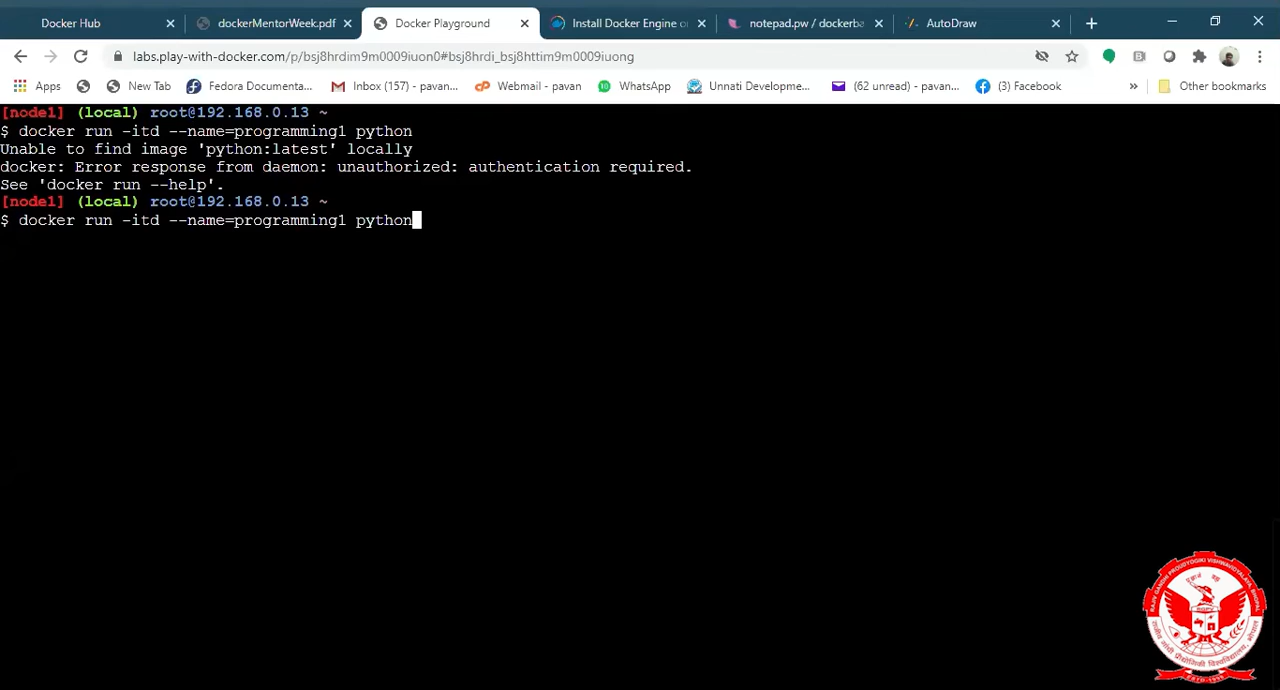 Docker Hub
dockerMentorWeek.pdf
Docker Playground
Install Docker Engine o
notepad.pw / dockerba
AutoDraw
labs.play-with-docker.com/p/bsj8hrdim9m0009iuon0#bsj8hrdi_bsj8httim9m0009iuong
Apps
New Tab
Fedora Documenta...
Inbox (157) - pavan...
Webmail - pavan
WhatsApp
Unnati Developme...
(62 unread) - pavan...
(3) Facebook
Other bookmarks
[node1] (local) root@192.168.0.13 ~
$ docker run -itd --name=programming1 python
Unable to find image 'python:latest' locally
docker: Error response from daemon: unauthorized: authentication required.
See 'docker run --help'.
[node1] (local) root@192.168.0.13 ~
$ docker run -itd --name=programming1 python